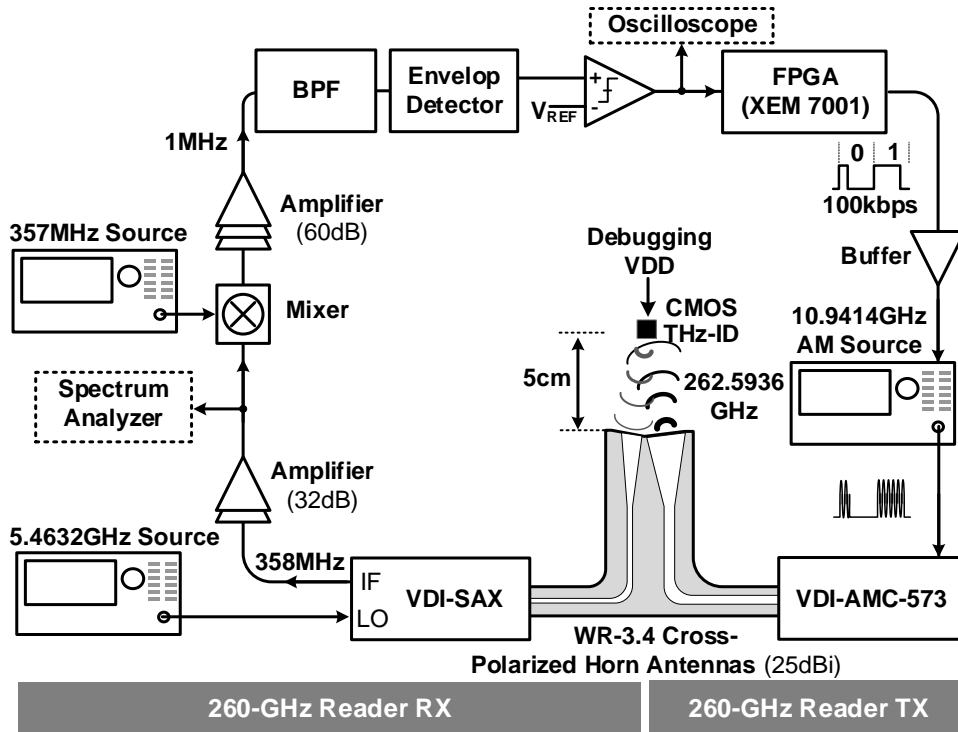 Oscilloscope
BPF
Envelop
Detector
+
-
VREF
FPGA
(XEM 7001)
1MHz
0 1
100kbps
Amplifier
(60dB)
357MHz Source
Debugging
VDD
Buffer
Mixer
CMOS
THz-ID
10.9414GHz
AM Source
5cm
262.5936
GHz
Spectrum
Analyzer
Amplifier
(32dB)
5.4632GHz Source
358MHz
IF
LO
VDI-SAX
VDI-AMC-573
WR-3.4 Cross-
Polarized Horn Antennas (25dBi)
260-GHz Reader RX
260-GHz Reader TX